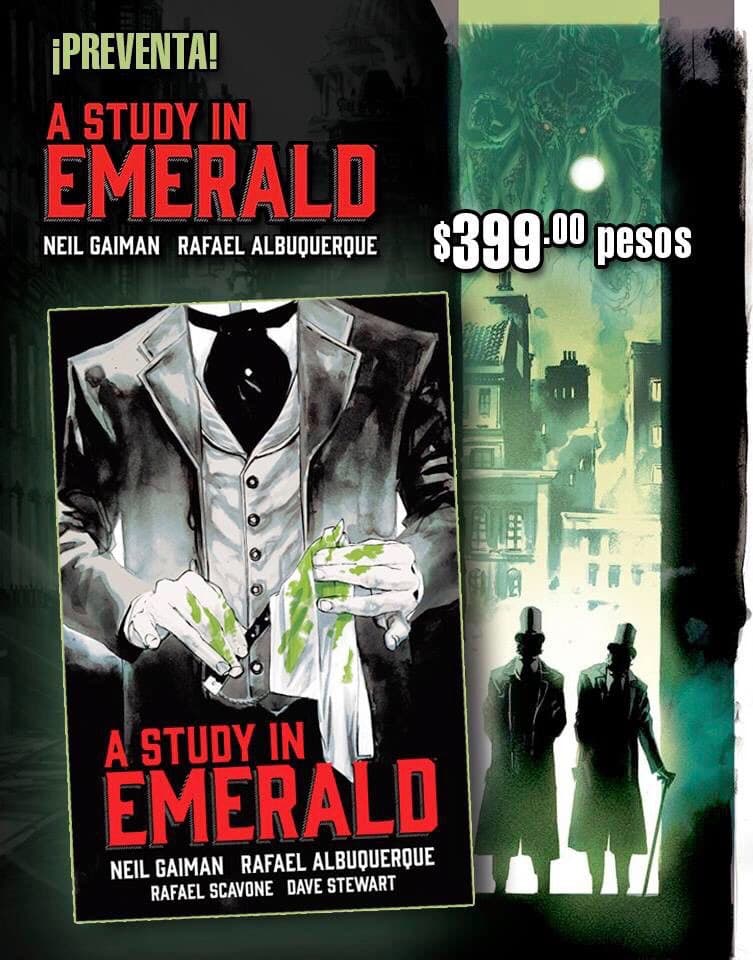 ¡PREVENTA!
A STUDY IN
EMERALD
NEIL GAIMAN RAFAEL ALBUQUERQUE
$399.00 pesos
A STUDY IN
EMERALD
NEIL GAIMAN RAFAEL ALBUQUERQUE
RAFAEL SCAVONE DAVE STEWART